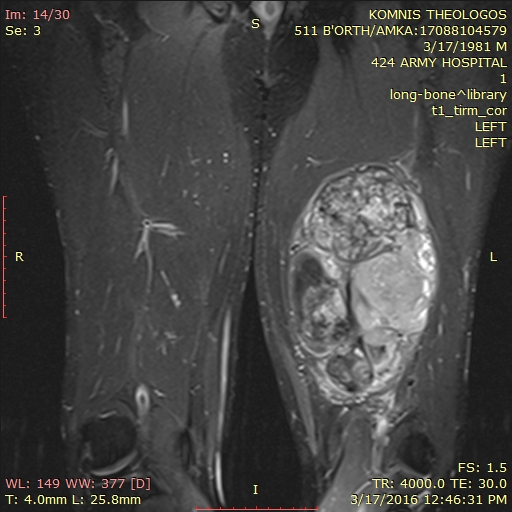 Im: 14/30
Se: 3
S
KOMNIS THEOLOGOS
511 B'ORTH/AMKA:17088104579
3/17/1981 M
424 ARMY HOSPITAL
1
long-bone^library
t1_tirm_cor
LEFT
LEFT
R
L
WL: 149 WW: 377 [D]
T: 4.0mm L: 25.8mm
I
FS: 1.5
TR: 4000.0 TE: 30.0
3/17/2016 12:46:31 PM